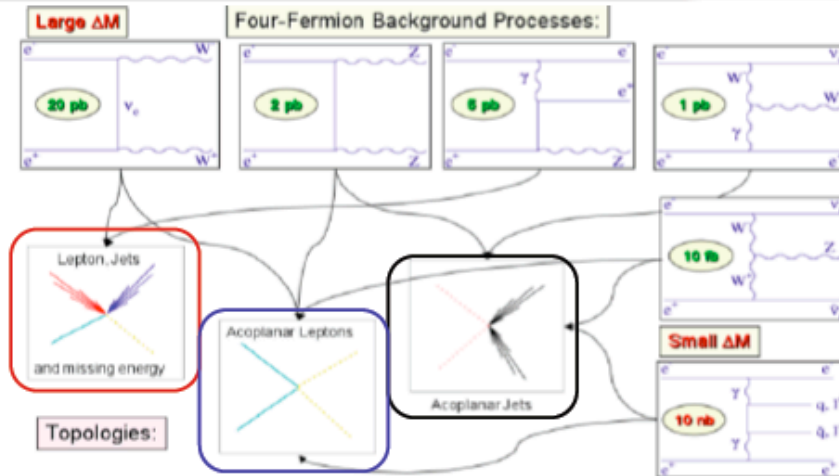 Large ΔM
Four-Fermion Background Processes:
e⁻ W⁻
20 pb
νe
e⁺ W⁺
e⁻ Z
2 pb
e⁺ Z
e⁻ e⁻
γ
5 pb
e⁺
e⁺ Z
e⁻
W
1 pb
W
γ
e⁺
e⁻
W
10 fb
Z
W⁺
e⁺
Lepton, Jets
and missing energy
Acoplanar Leptons
Acoplanar Jets
Topologies:
Small ΔM
e⁻ e⁻
γ
10 nb
γ
e⁺ e⁺